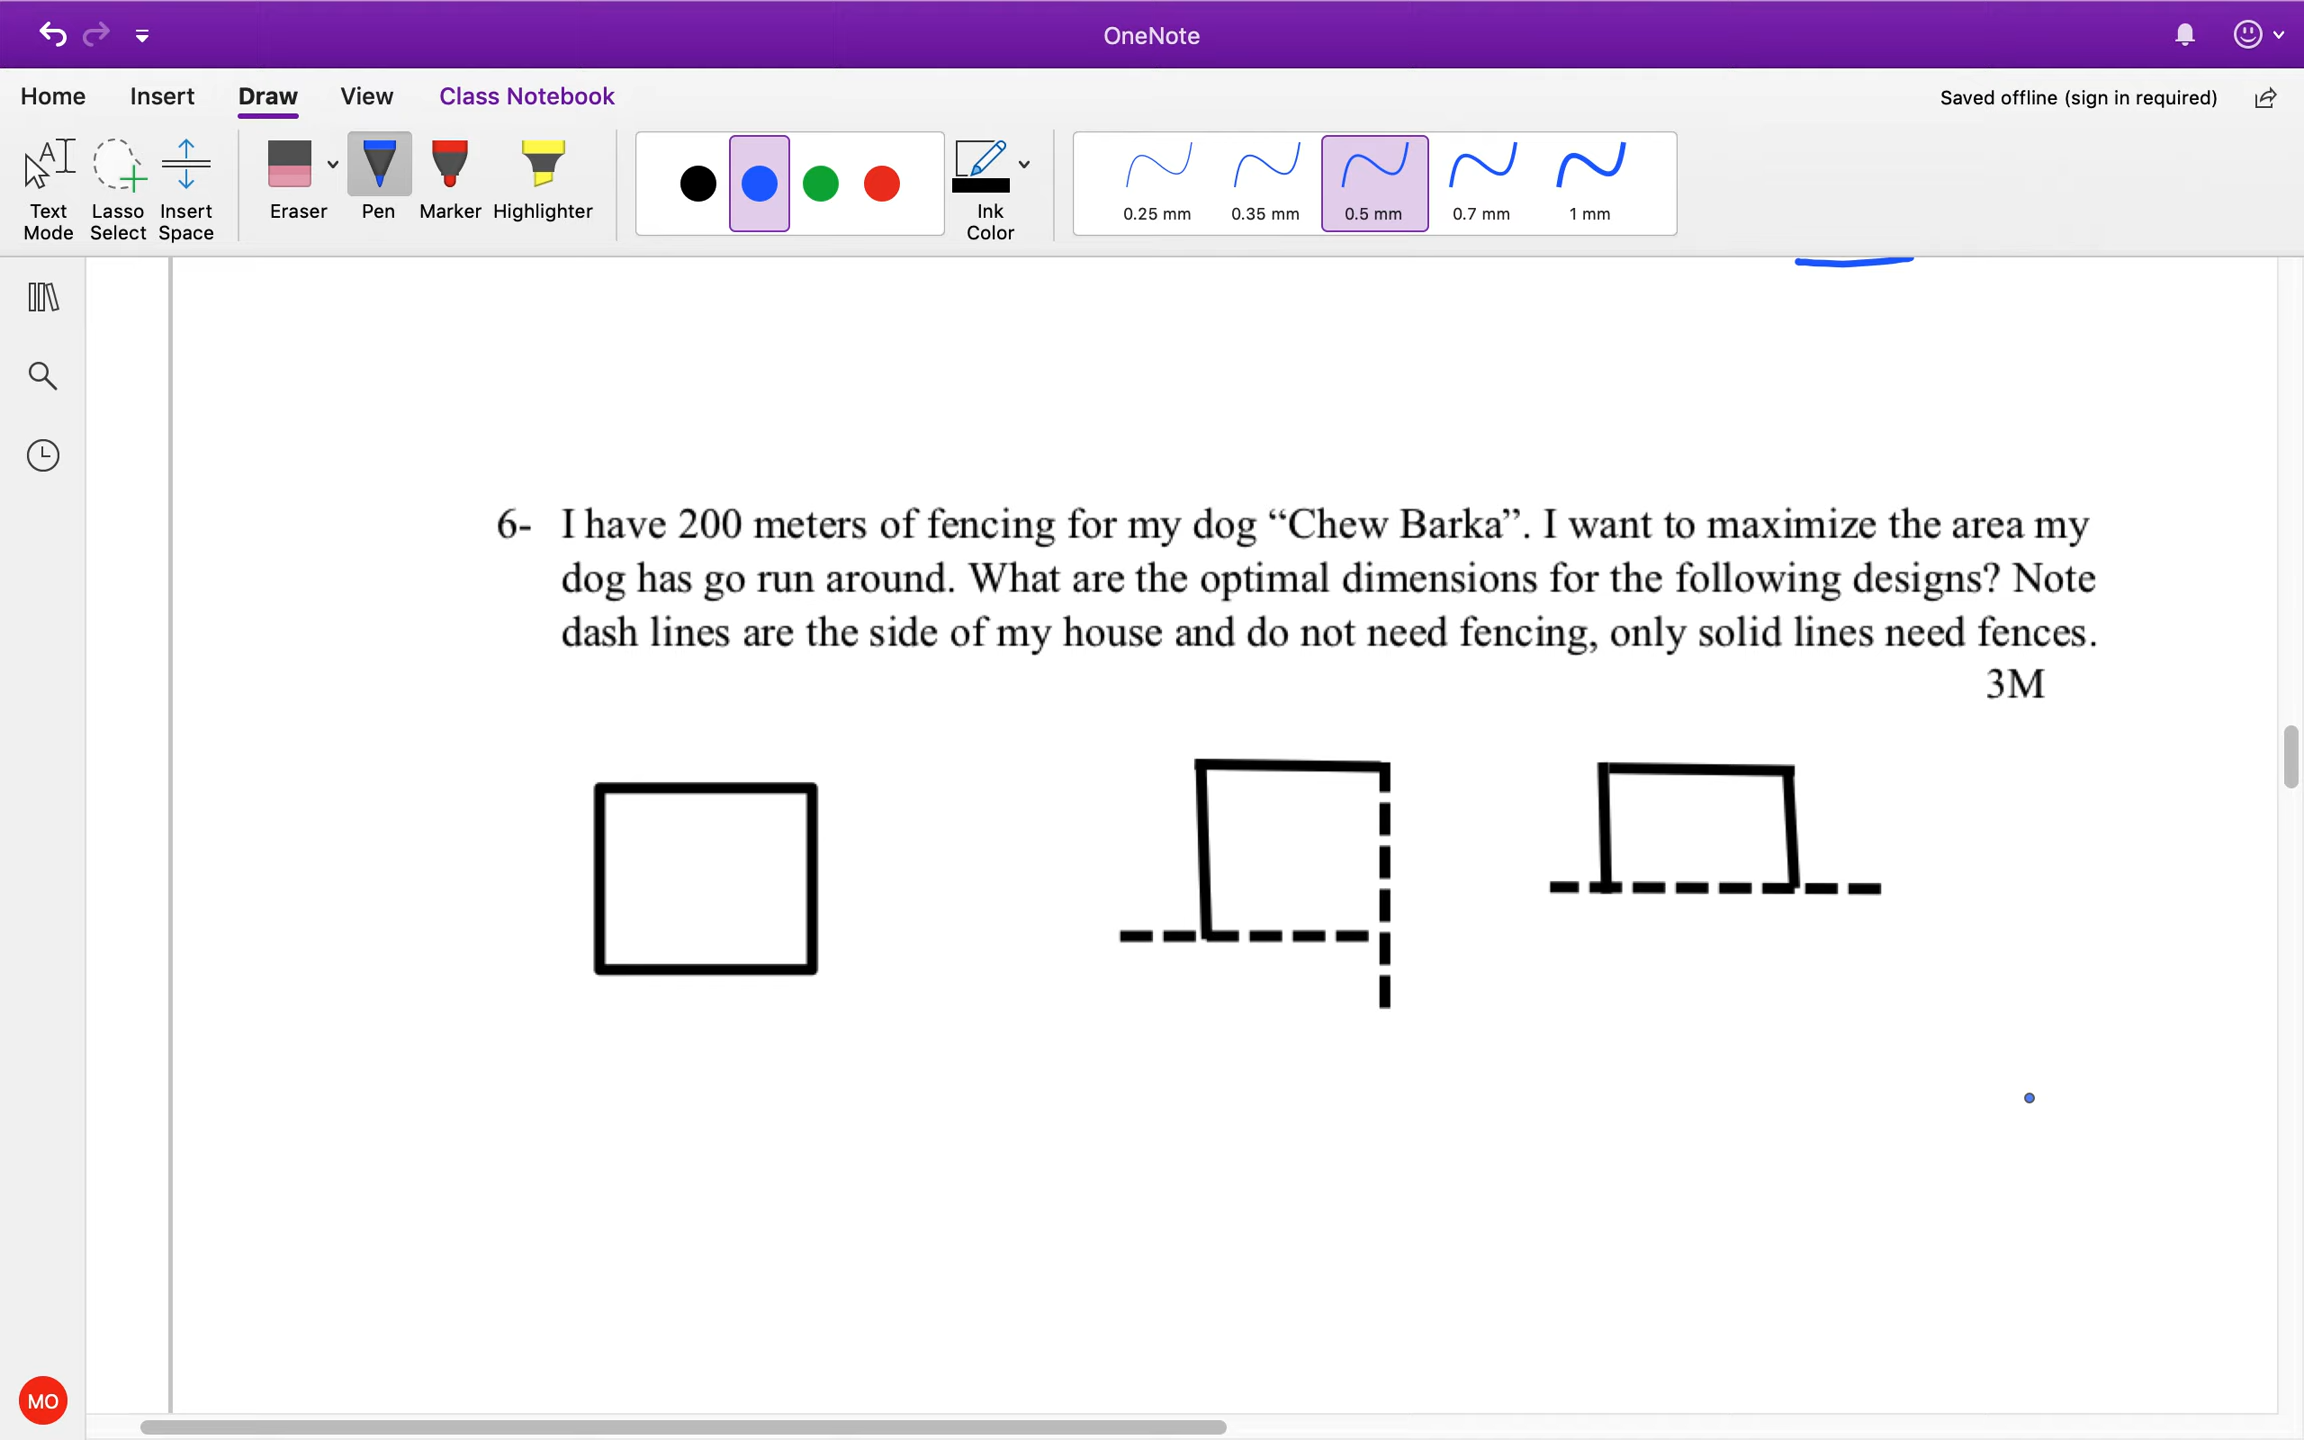 OneNote
Home Insert Draw View Class Notebook Saved offline (sign in required)
Text Mode
Lasso Select
Insert Space
Eraser
Pen
Marker
Highlighter
Ink Color
0.25 mm
0.35 mm
0.5 mm
0.7 mm
1 mm
6- I have 200 meters of fencing for my dog “Chew Barka”. I want to maximize the area my
dog has go run around. What are the optimal dimensions for the following designs? Note
dash lines are the side of my house and do not need fencing, only solid lines need fences.
3M
MO